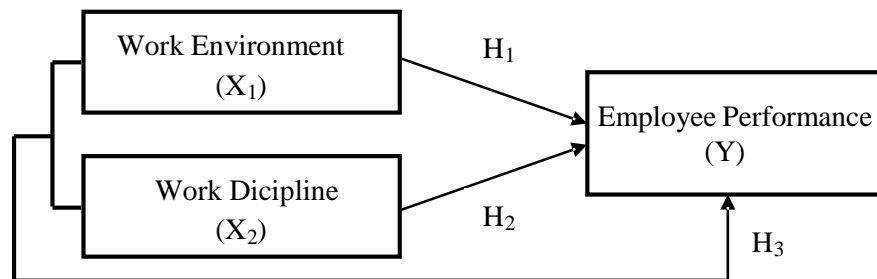 Work Environment
(X₁)
H₁
Employee Performance
(Y)
Work Dicipline
(X₂)
H₂
H₃